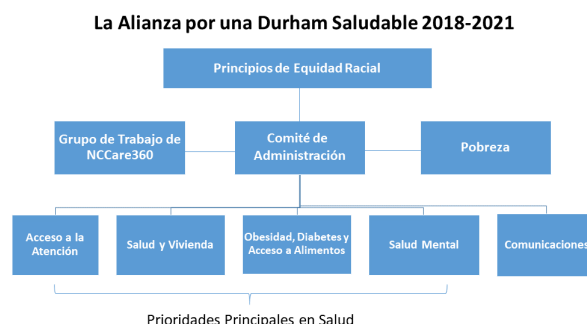 La Alianza por una Durham Saludable 2018-2021
Principios de Equidad Racial
Grupo de Trabajo de
NCCare360
Comité de
Administración
Pobreza
Acceso a la
Atención
Salud y Vivienda
Obesidad, Diabetes y
Acceso a Alimentos
Salud Mental
Comunicaciones
Prioridades Principales en Salud